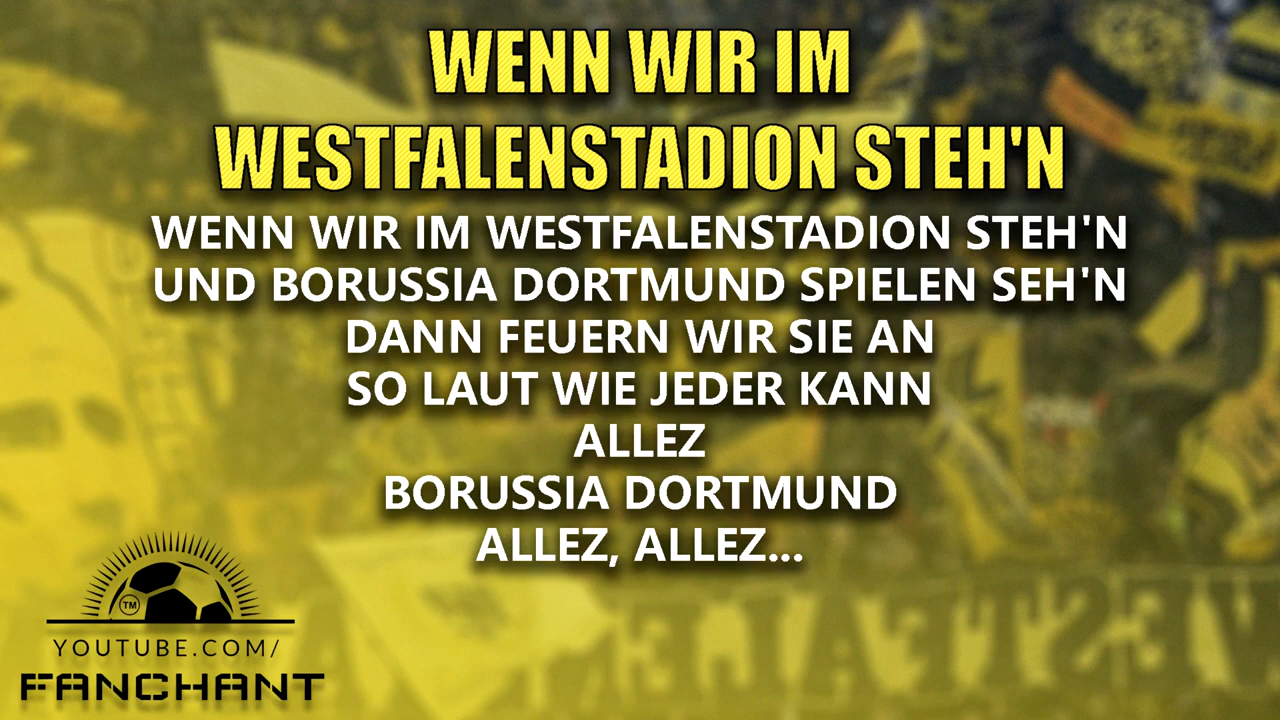 WENN WIR IM
WESTFALENSTADION STEH'N
WENN WIR IM WESTFALENSTADION STEH'N
UND BORUSSIA DORTMUND SPIELEN SEH'N
DANN FEUERN WIR SIE AN
SO LAUT WIE JEDER KANN
ALLEZ
BORUSSIA DORTMUND
ALLEZ, ALLEZ...
TM
YOUTUBE.COM/
FANCHANT